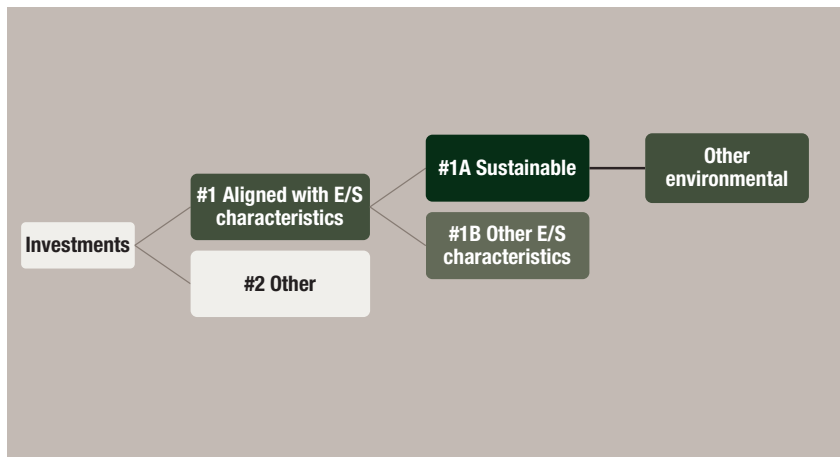 Investments
#1 Aligned with E/S
characteristics
#2 Other
#1A Sustainable
#1B Other E/S
characteristics
Other
environmental